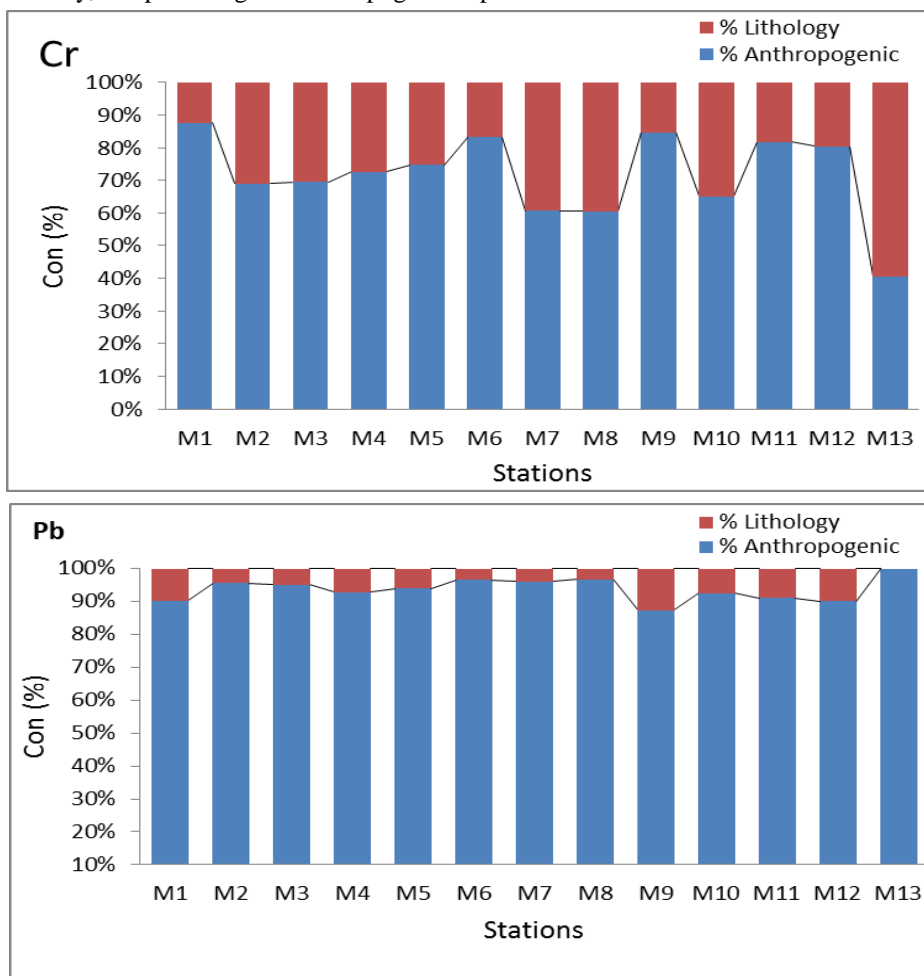 % Lithology
Cr
% Anthropogenic
100%
90%
80%
70%
60%
50%
40%
30%
20%
10%
0%
Con (%)
M1 M2 M3 M4 M5 M6 M7 M8 M9 M10 M11 M12 M13
Stations
Pb
% Lithology
% Anthropogenic
100%
90%
80%
70%
60%
50%
40%
30%
20%
10%
Con (%)
M1 M2 M3 M4 M5 M6 M7 M8 M9 M10 M11 M12 M13
Stations